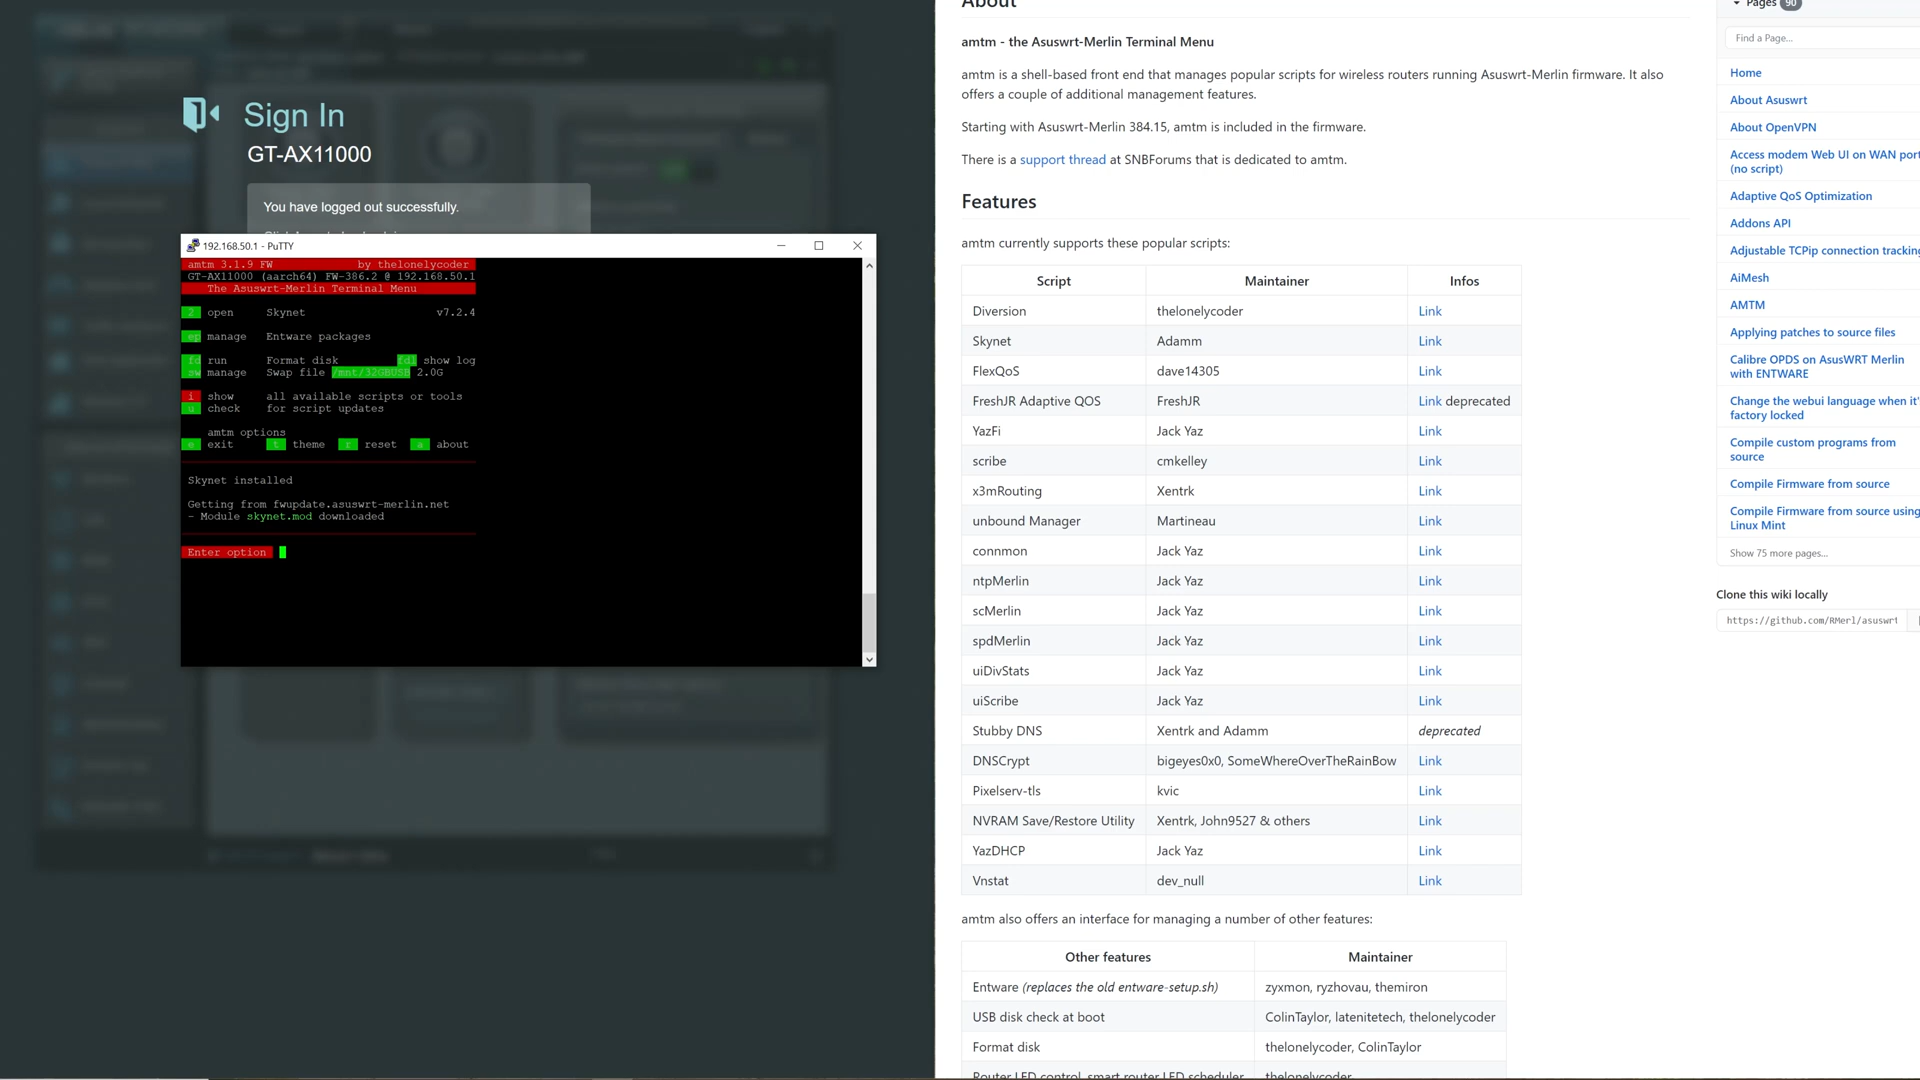 Sign In
GT-AX11000
You have logged out successfully.
192.168.50.1 - PuTTY
amtm 3.1.9 FW by thelonelycoder
GT-AX11000 (aarch64) FW-386.2 @ 192.168.50.1
The Asuswrt-Merlin Terminal Menu
2 open Skynet v7.2.4
ep manage Entware packages
fd run Format disk fdl show log
sw manage Swap file /mnt/32GBUSB 2.0G
i show all available scripts or tools
u check for script updates
amtm options
e exit t theme r reset a about
Skynet installed
Getting from fwupdate.asuswrt-merlin.net
- Module skynet.mod downloaded
Enter option
About
amtm - the Asuswrt-Merlin Terminal Menu
amtm is a shell-based front end that manages popular scripts for wireless routers running Asuswrt-Merlin firmware. It also
offers a couple of additional management features.
Starting with Asuswrt-Merlin 384.15, amtm is included in the firmware.
There is a support thread at SNBForums that is dedicated to amtm.
Features
amtm currently supports these popular scripts:
Script Maintainer Infos
Diversion thelonelycoder Link
Skynet Adamm Link
FlexQoS dave14305 Link
FreshJR Adaptive QOS FreshJR Link deprecated
YazFi Jack Yaz Link
scribe cmkelley Link
x3mRouting Xentrk Link
unbound Manager Martineau Link
connmon Jack Yaz Link
ntpMerlin Jack Yaz Link
scMerlin Jack Yaz Link
spdMerlin Jack Yaz Link
uiDivStats Jack Yaz Link
uiScribe Jack Yaz Link
Stubby DNS Xentrk and Adamm deprecated
DNSCrypt bigeyes0x0, SomeWhereOverTheRainBow Link
Pixelserv-tls kvic Link
NVRAM Save/Restore Utility Xentrk, John9527 & others Link
YazDHCP Jack Yaz Link
Vnstat dev_null Link
amtm also offers an interface for managing a number of other features:
Other features Maintainer
Entware (replaces the old entware-setup.sh) zyxmon, ryzhovau, themiron
USB disk check at boot ColinTaylor, latenitetech, thelonelycoder
Format disk thelonelycoder, ColinTaylor
Router LED control, smart router LED scheduler thelonelycoder
Pages 90
Find a Page...
Home
About Asuswrt
About OpenVPN
Access modem Web UI on WAN port
(no script)
Adaptive QoS Optimization
Addons API
Adjustable TCPip connection tracking
AiMesh
AMTM
Applying patches to source files
Calibre OPDS on AsusWRT Merlin
with ENTWARE
Change the webui language when it's
factory locked
Compile custom programs from
source
Compile Firmware from source
Compile Firmware from source using
Linux Mint
Show 75 more pages...
Clone this wiki locally
https://github.com/RMerl/asuswrt